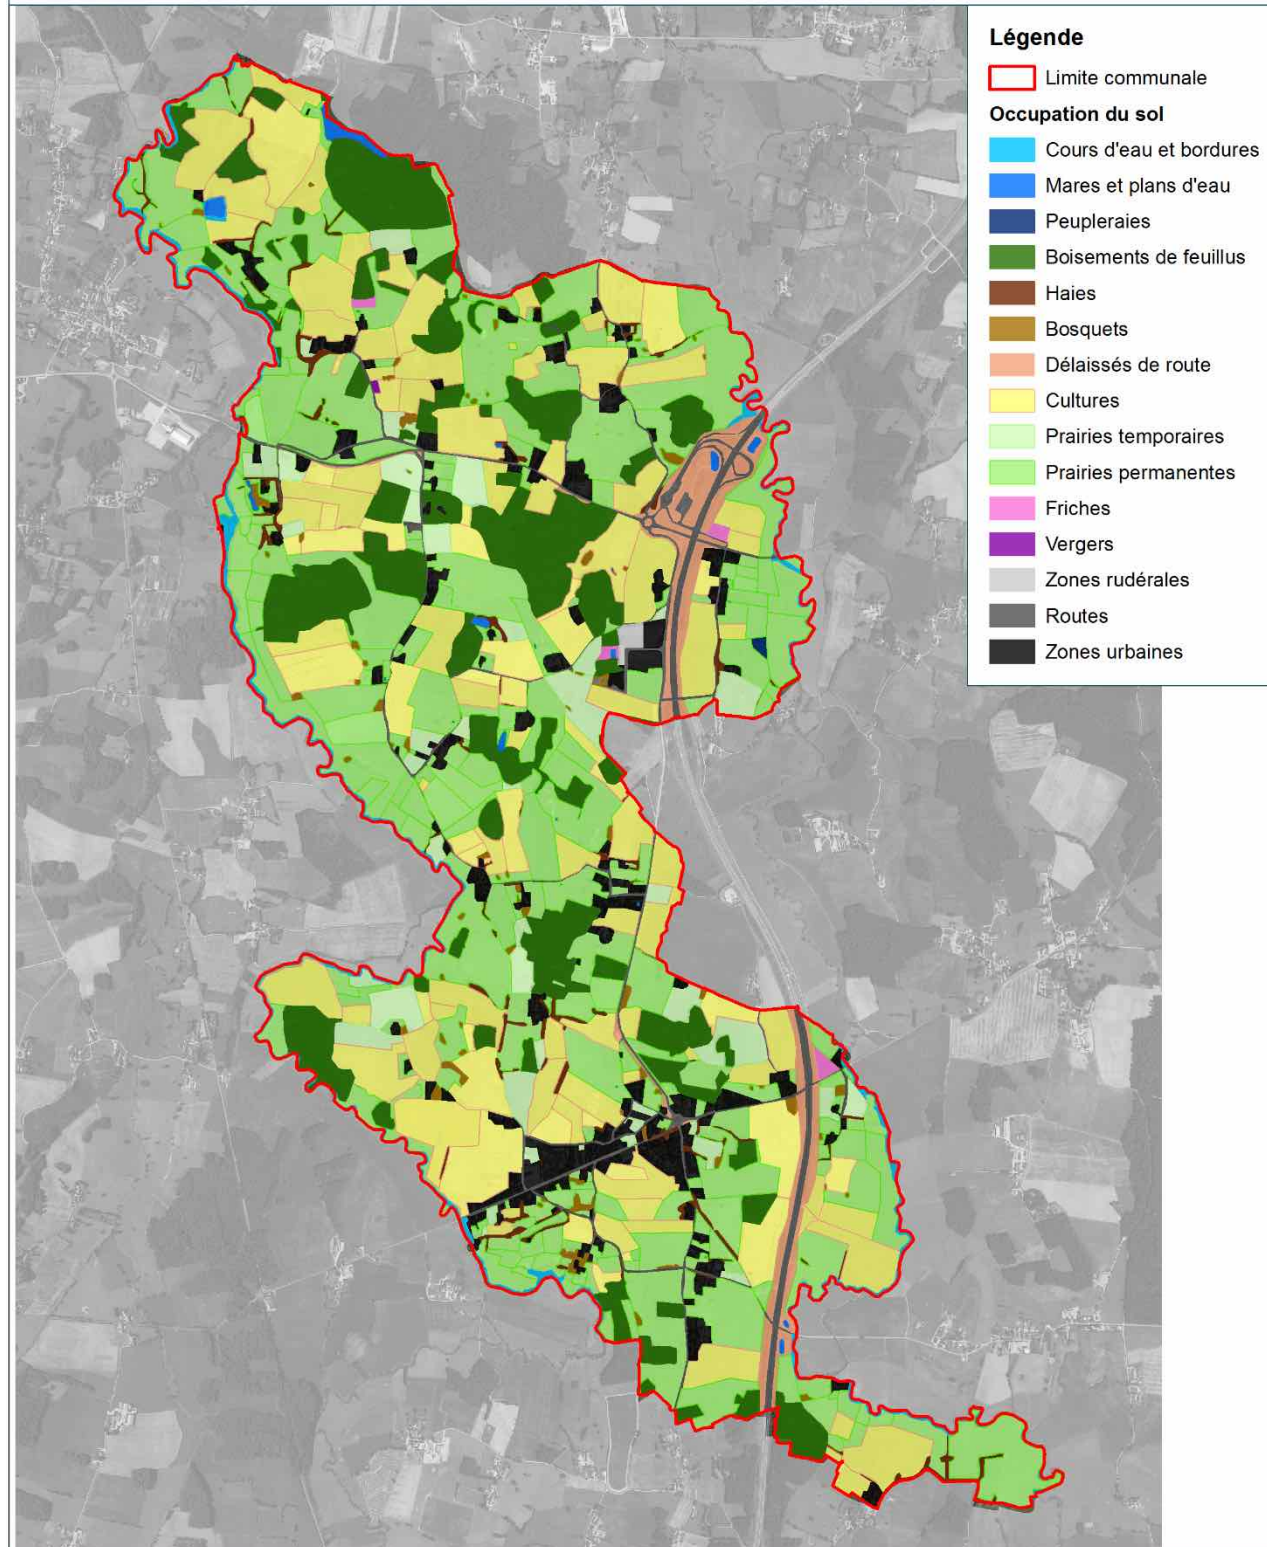 Légende
Limite communale
Occupation du sol
Cours d'eau et bordures
Mares et plans d'eau
Peupleraies
Boisements de feuillus
Haies
Bosquets
Délaissés de route
Cultures
Prairies temporaires
Prairies permanentes
Friches
Vergers
Zones rudérales
Routes
Zones urbaines